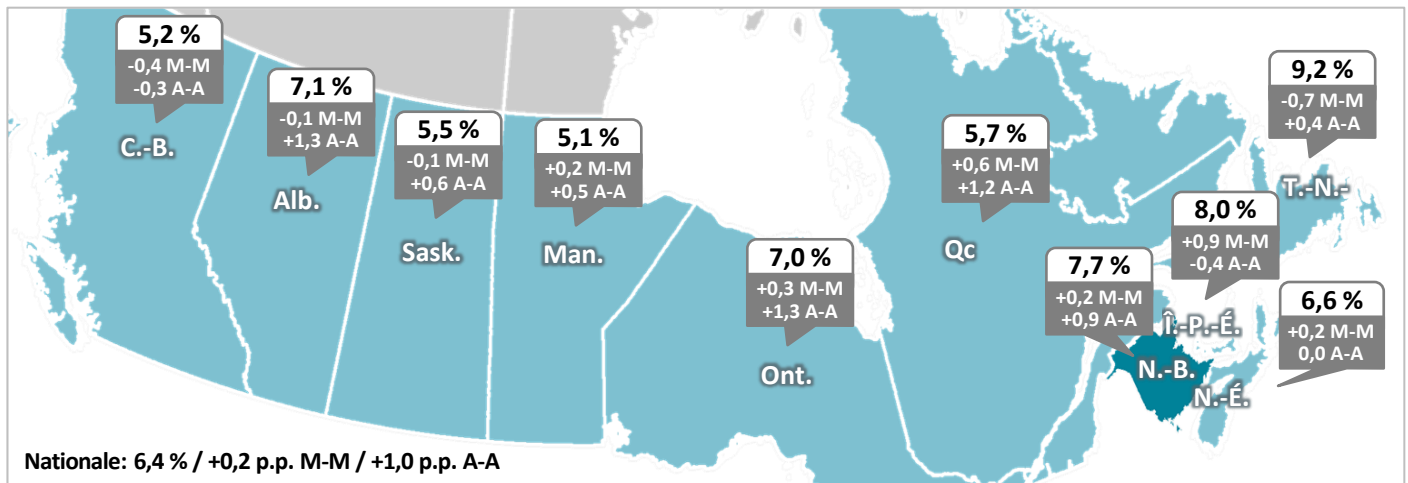 5,2 %
-0,4 M-M
-0,3 A-A
C.-B.
7,1 %
-0,1 M-M
+1,3 A-A
Alb.
5,5 %
-0,1 M-M
+0,6 A-A
Sask.
5,1 %
+0,2 M-M
+0,5 A-A
Man.
7,0 %
+0,3 M-M
+1,3 A-A
Ont.
5,7 %
+0,6 M-M
+1,2 A-A
Qc
9,2 %
-0,7 M-M
+0,4 A-A
T.-N.-
8,0 %
+0,9 M-M
-0,4 A-A
Î.-P.-É.
7,7 %
+0,2 M-M
+0,9 A-A
N.-B.
6,6 %
+0,2 M-M
0,0 A-A
N.-É.
Nationale: 6,4 % / +0,2 p.p. M-M / +1,0 p.p. A-A